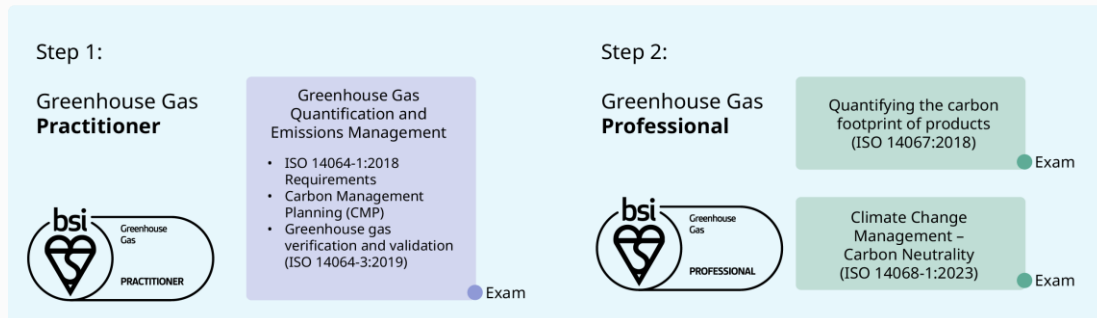 Step 1:
Greenhouse Gas
Practitioner
bsi
Greenhouse
Gas
PRACTITIONER
Greenhouse Gas
Quantification and
Emissions Management
• ISO 14064-1:2018
Requirements
• Carbon Management
Planning (CMP)
• Greenhouse gas
verification and validation
(ISO 14064-3:2019)
Exam
Step 2:
Greenhouse Gas
Professional
bsi
Greenhouse
Gas
PROFESSIONAL
Quantifying the carbon
footprint of products
(ISO 14067:2018)
Exam
Climate Change
Management –
Carbon Neutrality
(ISO 14068-1:2023)
Exam